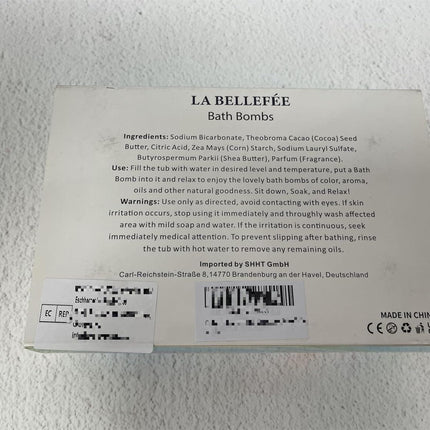 LA BELLEFÉE
Bath Bombs
Ingredients: Sodium Bicarbonate, Theobroma Cacao (Cocoa) Seed
Butter, Citric Acid, Zea Mays (Corn) Starch, Sodium Lauryl Sulfate,
Butyrospermum Parkii (Shea Butter), Parfum (Fragrance).
Use: Fill the tub with water in desired level and temperature, put a Bath
Bomb into it and relax to enjoy the lovely bath bombs of color, aroma,
oils and other natural goodness. Sit down, Soak, and Relax!
Warnings: Use only as directed, avoid contacting with eyes. If skin
irritation occurs, stop using it immediately and throughly wash affected
area with mild soap and water. If the irritation is continuous, seek
immediately medical attention. To prevent slipping after bathing, rinse
the tub with hot water to remove any remaining oils.
Imported by SHHT GmbH
Carl-Reichstein-Straße 8,14770 Brandenburg an der Havel, Deutschland
EC REP
MADE IN CHIN
CE